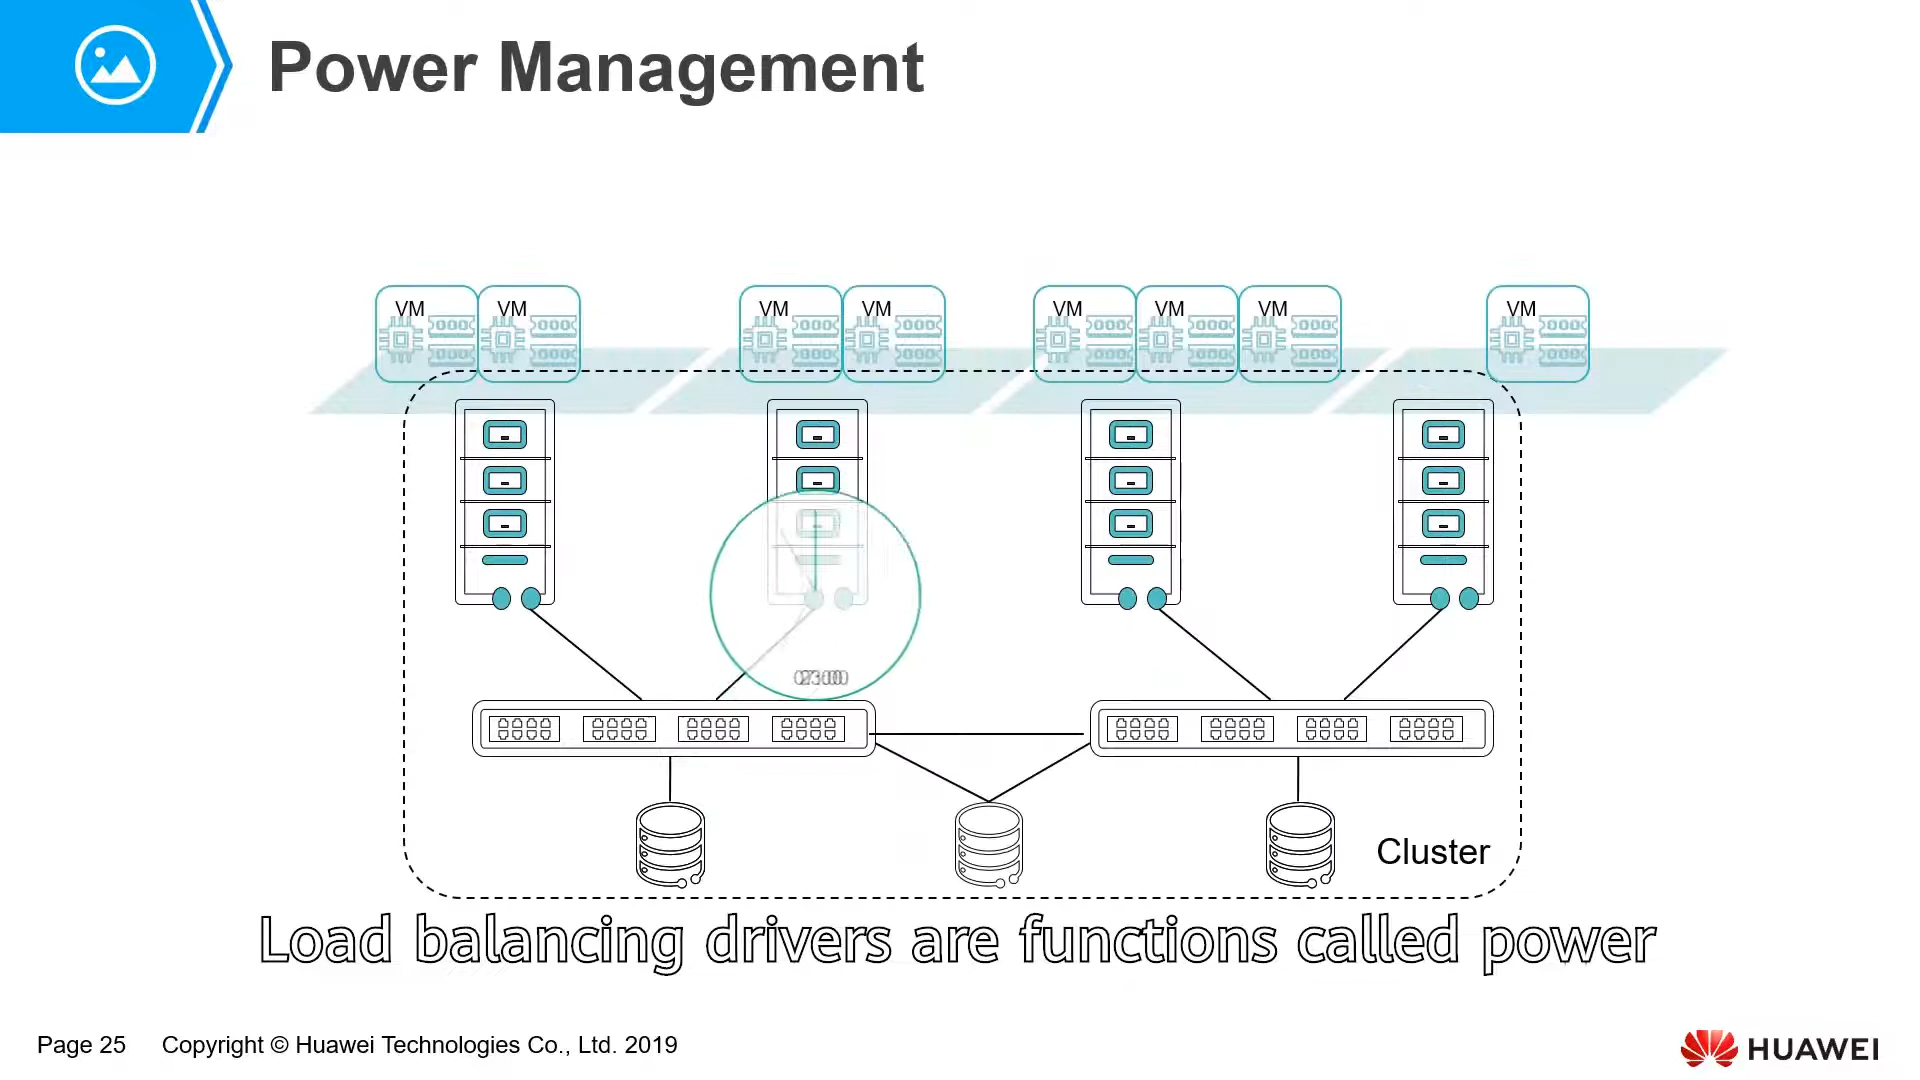 Power Management
VM VM VM VM VM VM VM VM
Cluster
Load balancing drivers are functions called power
Page 25 Copyright © Huawei Technologies Co., Ltd. 2019
HUAWEI